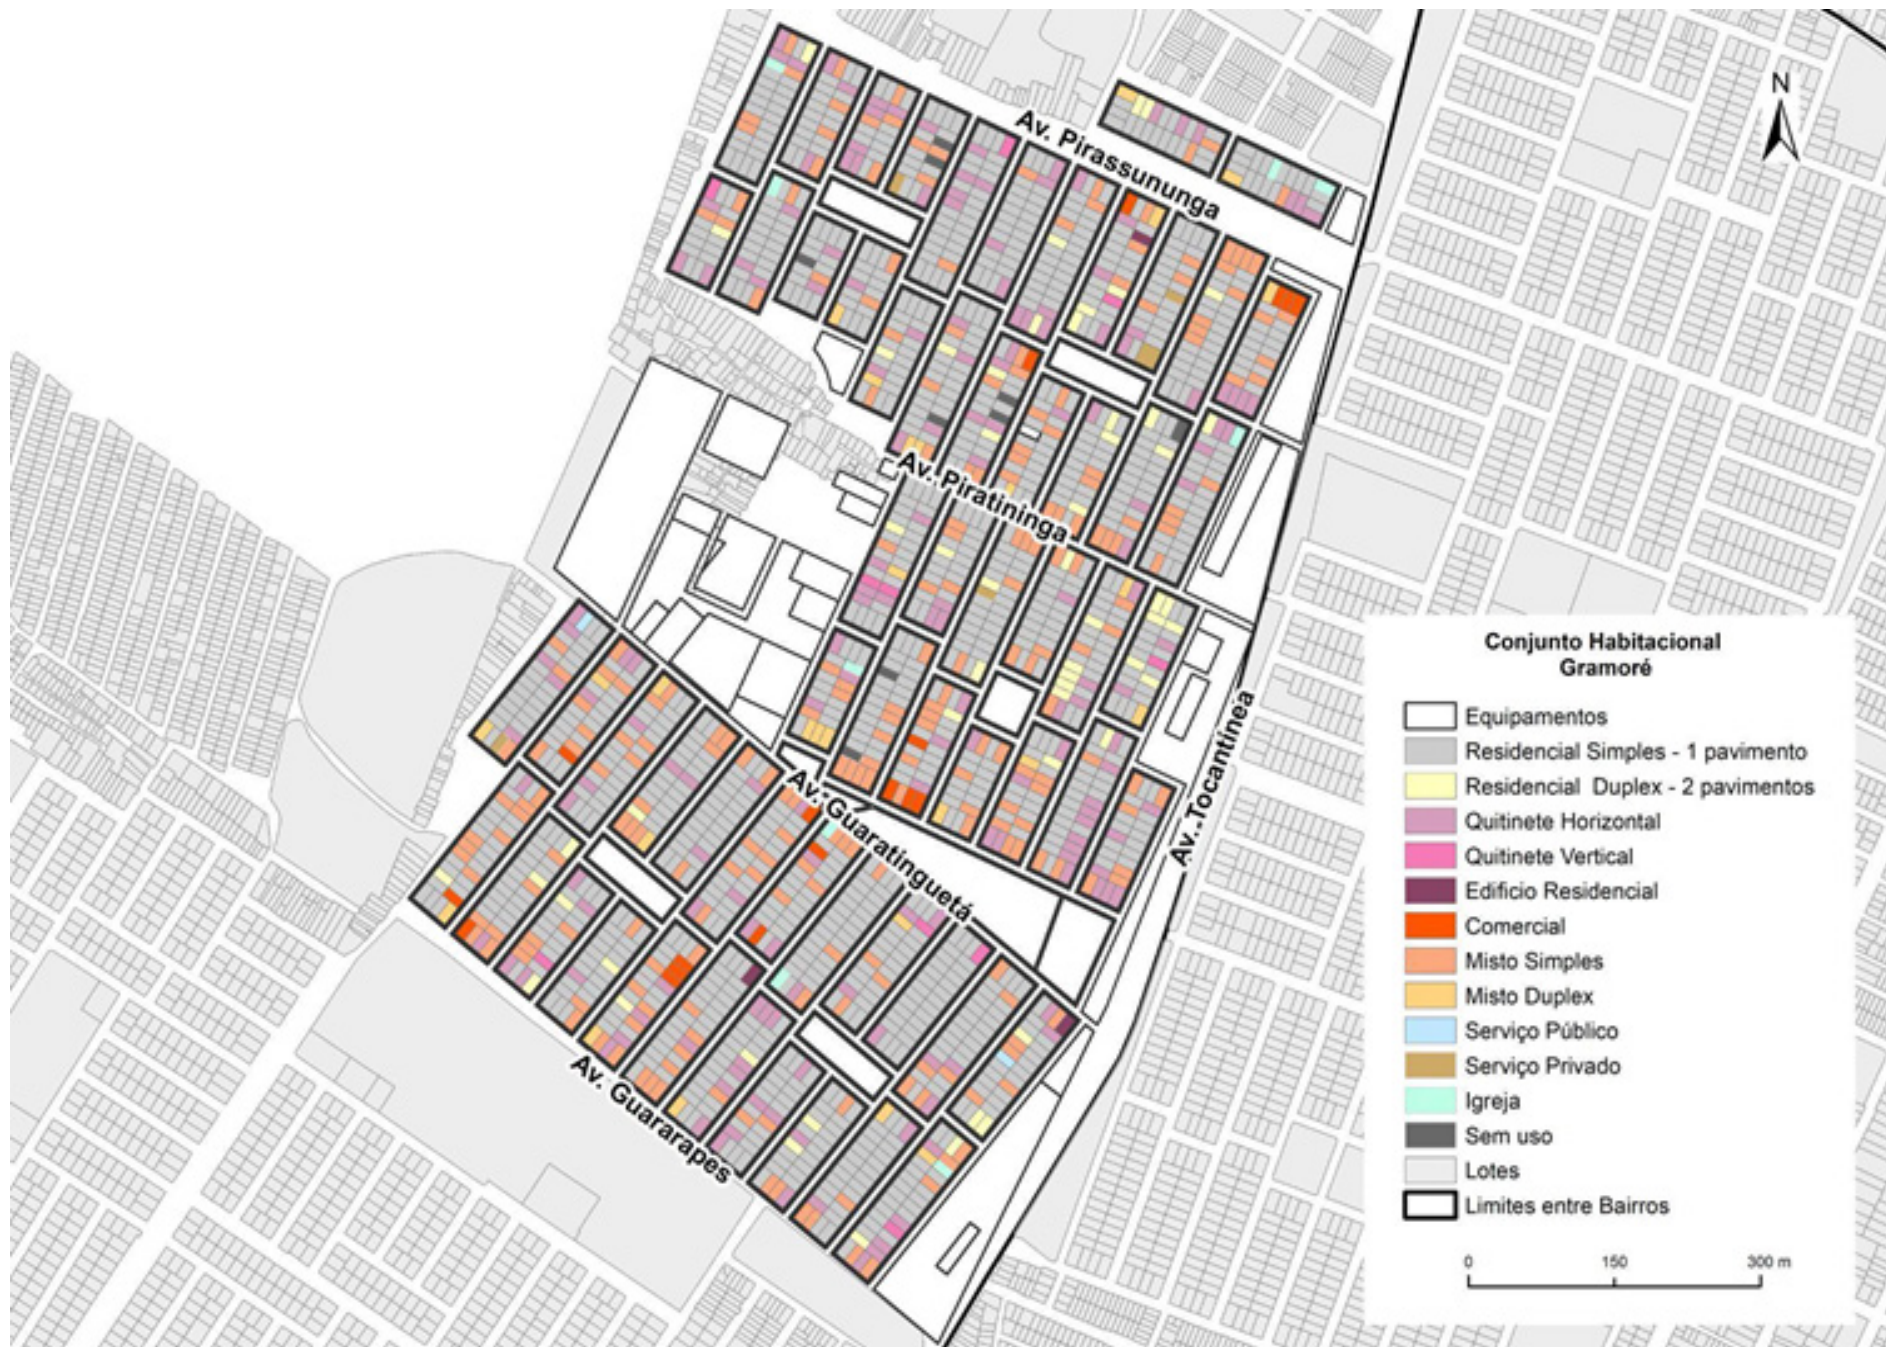 N
Av. Pirassununga
Av. Piratininga
Av. Tocantinea
Av. Guaratinguetá
Av. Guararapes
Conjunto Habitacional
Gramoré
Equipamentos
Residencial Simples - 1 pavimento
Residencial Duplex - 2 pavimentos
Quitinete Horizontal
Quitinete Vertical
Edificio Residencial
Comercial
Misto Simples
Misto Duplex
Serviço Público
Serviço Privado
Igreja
Sem uso
Lotes
Limites entre Bairros
0 150 300 m